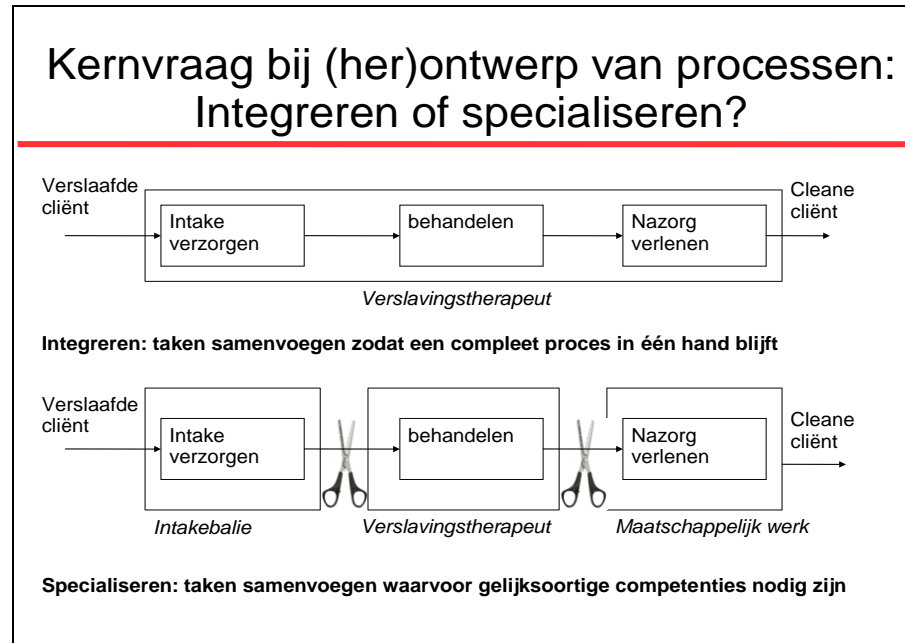 Kernvraag bij (her)ontwerp van processen:
Integreren of specialiseren?
Verslaafde
cliënt
Intake
verzorgen
behandelen
Nazorg
verlenen
Cleane
cliënt
Verslavingstherapeut
Integreren: taken samenvoegen zodat een compleet proces in één hand blijft
Verslaafde
cliënt
Intake
verzorgen
behandelen
Nazorg
verlenen
Cleane
cliënt
Intakebalie
Verslavingstherapeut
Maatschappelijk werk
Specialiseren: taken samenvoegen waarvoor gelijksoortige competenties nodig zijn